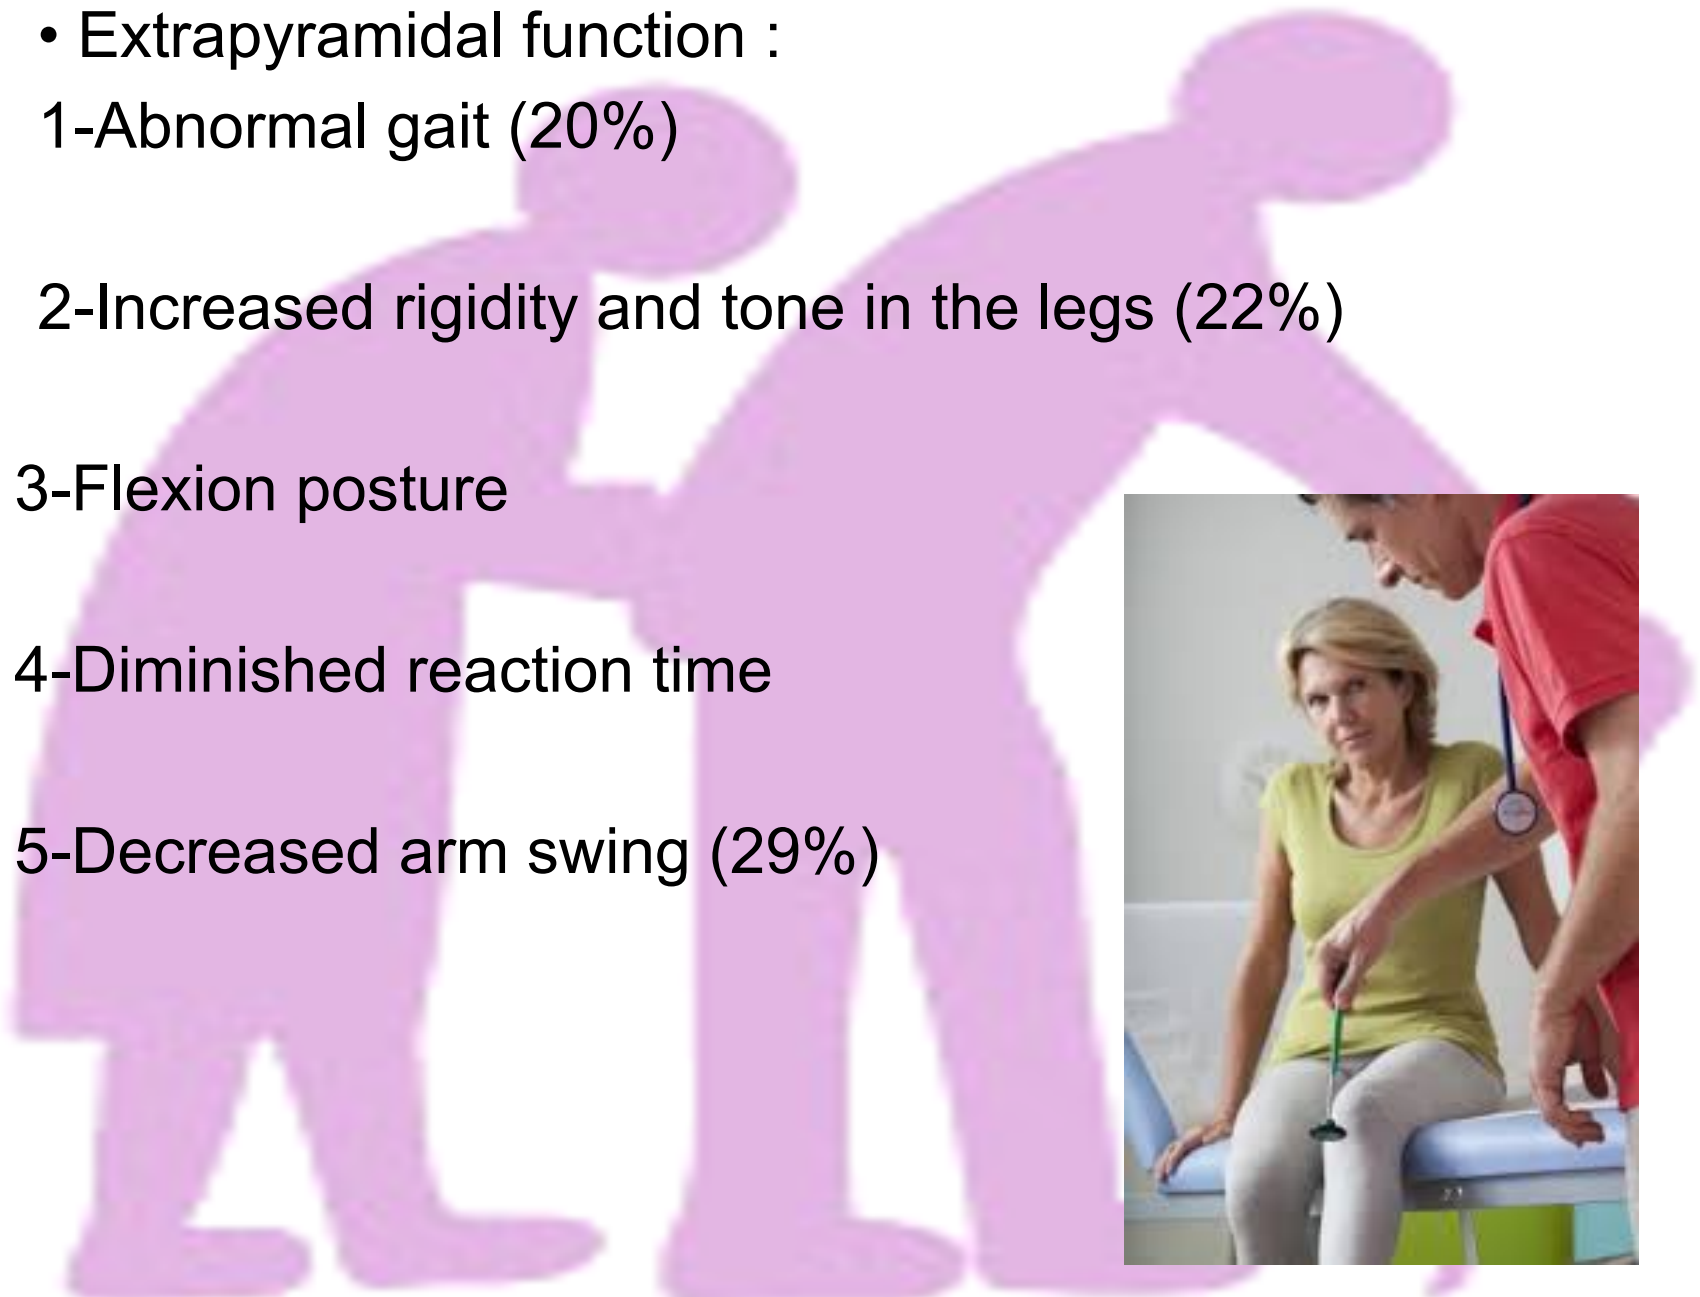 • Extrapyramidal function :
1-Abnormal gait (20%)
2-Increased rigidity and tone in the legs (22%)
3-Flexion posture
4-Diminished reaction time
5-Decreased arm swing (29%)